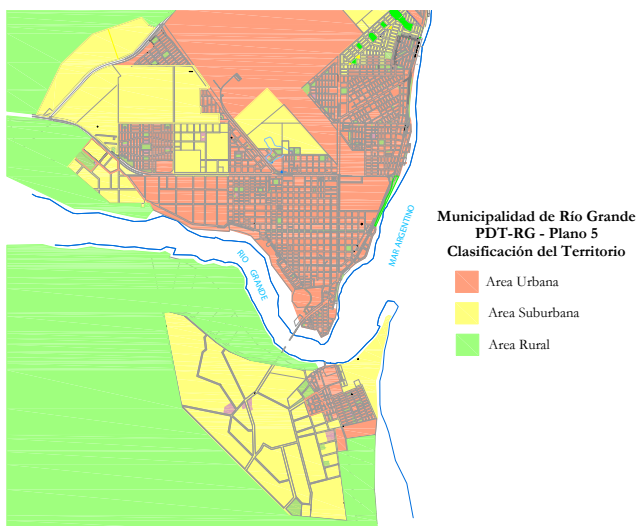 Municipalidad de Río Grande
PDT-RG - Plano 5
Clasificación del Territorio
Area Urbana
Area Suburbana
Area Rural
MAR ARGENTINO
RIO GRANDE